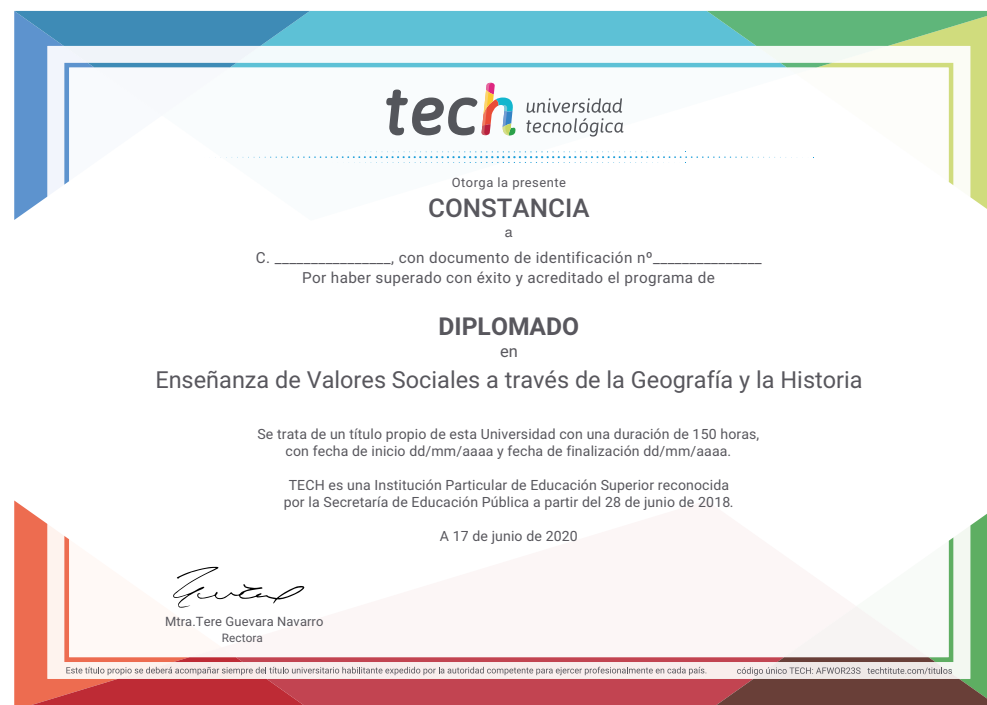 tech universidad
tecnológica
Otorga la presente
CONSTANCIA
a
C. ________________, con documento de identificación nº_______________
Por haber superado con éxito y acreditado el programa de
DIPLOMADO
en
Enseñanza de Valores Sociales a través de la Geografía y la Historia
Se trata de un título propio de esta Universidad con una duración de 150 horas,
con fecha de inicio dd/mm/aaaa y fecha de finalización dd/mm/aaaa.
TECH es una Institución Particular de Educación Superior reconocida
por la Secretaría de Educación Pública a partir del 28 de junio de 2018.
A 17 de junio de 2020
Mtra.Tere Guevara Navarro
Rectora
Este título propio se deberá acompañar siempre del título universitario habilitante expedido por la autoridad competente para ejercer profesionalmente en cada país. código único TECH: AFWOR23S techtitute.com/titulos